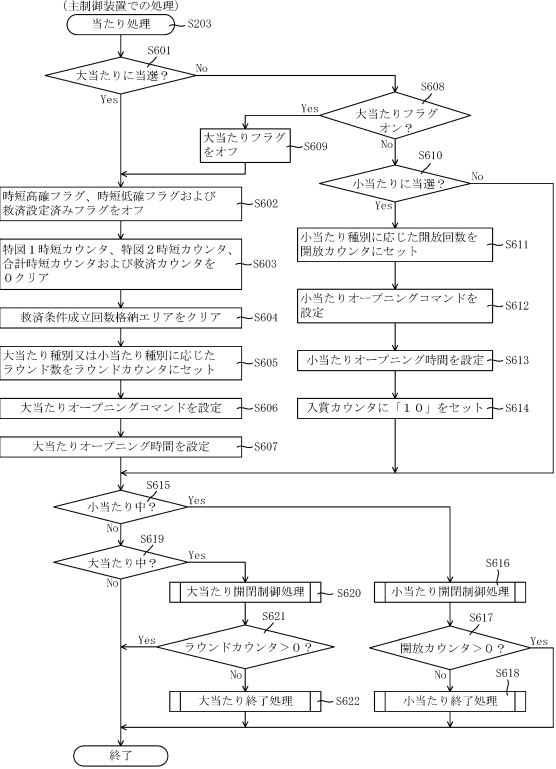 (主制御装置での処理)
当たり処理
S203
S601
大当たりに当選？
No
Yes
S608
大当たりフラグ
オン？
Yes
No
大当たりフラグ
をオフ
S609
S610
小当たりに当選？
No
Yes
時短高確フラグ、時短低確フラグおよび
救済設定済みフラグをオフ
S602
小当たり種別に応じた開放回数を
開放カウンタにセット
S611
特図１時短カウンタ、特図２時短カウンタ、
合計時短カウンタおよび救済カウンタを
０クリア
S603
小当たりオープニングコマンドを
設定
S612
救済条件成立回数格納エリアをクリア
S604
大当たり種別又は小当たり種別に応じた
ラウンド数をラウンドカウンタにセット
S605
小当たりオープニング時間を設定
S613
大当たりオープニングコマンドを設定
S606
入賞カウンタに「１０」をセット
S614
大当たりオープニング時間を設定
S607
S615
小当たり中？
Yes
No
S619
大当たり中？
Yes
No
大当たり開閉制御処理
S620
S616
小当たり開閉制御処理
S621
ラウンドカウンタ＞０？
Yes
No
S617
開放カウンタ＞０？
Yes
No
大当たり終了処理
S622
S618
小当たり終了処理
終了